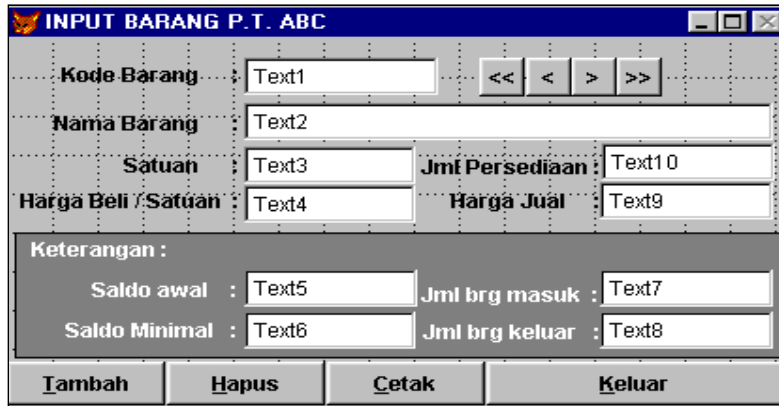 INPUT BARANG P.T. ABC
Kode Barang : Text1 << < > >>
Nama Barang : Text2
Satuan : Text3 Jml Persediaan : Text10
Harga Beli / Satuan : Text4 Harga Jual : Text9
Keterangan :
Saldo awal : Text5 Jml brg masuk : Text7
Saldo Minimal : Text6 Jml brg keluar : Text8
Tambah Hapus Cetak Keluar